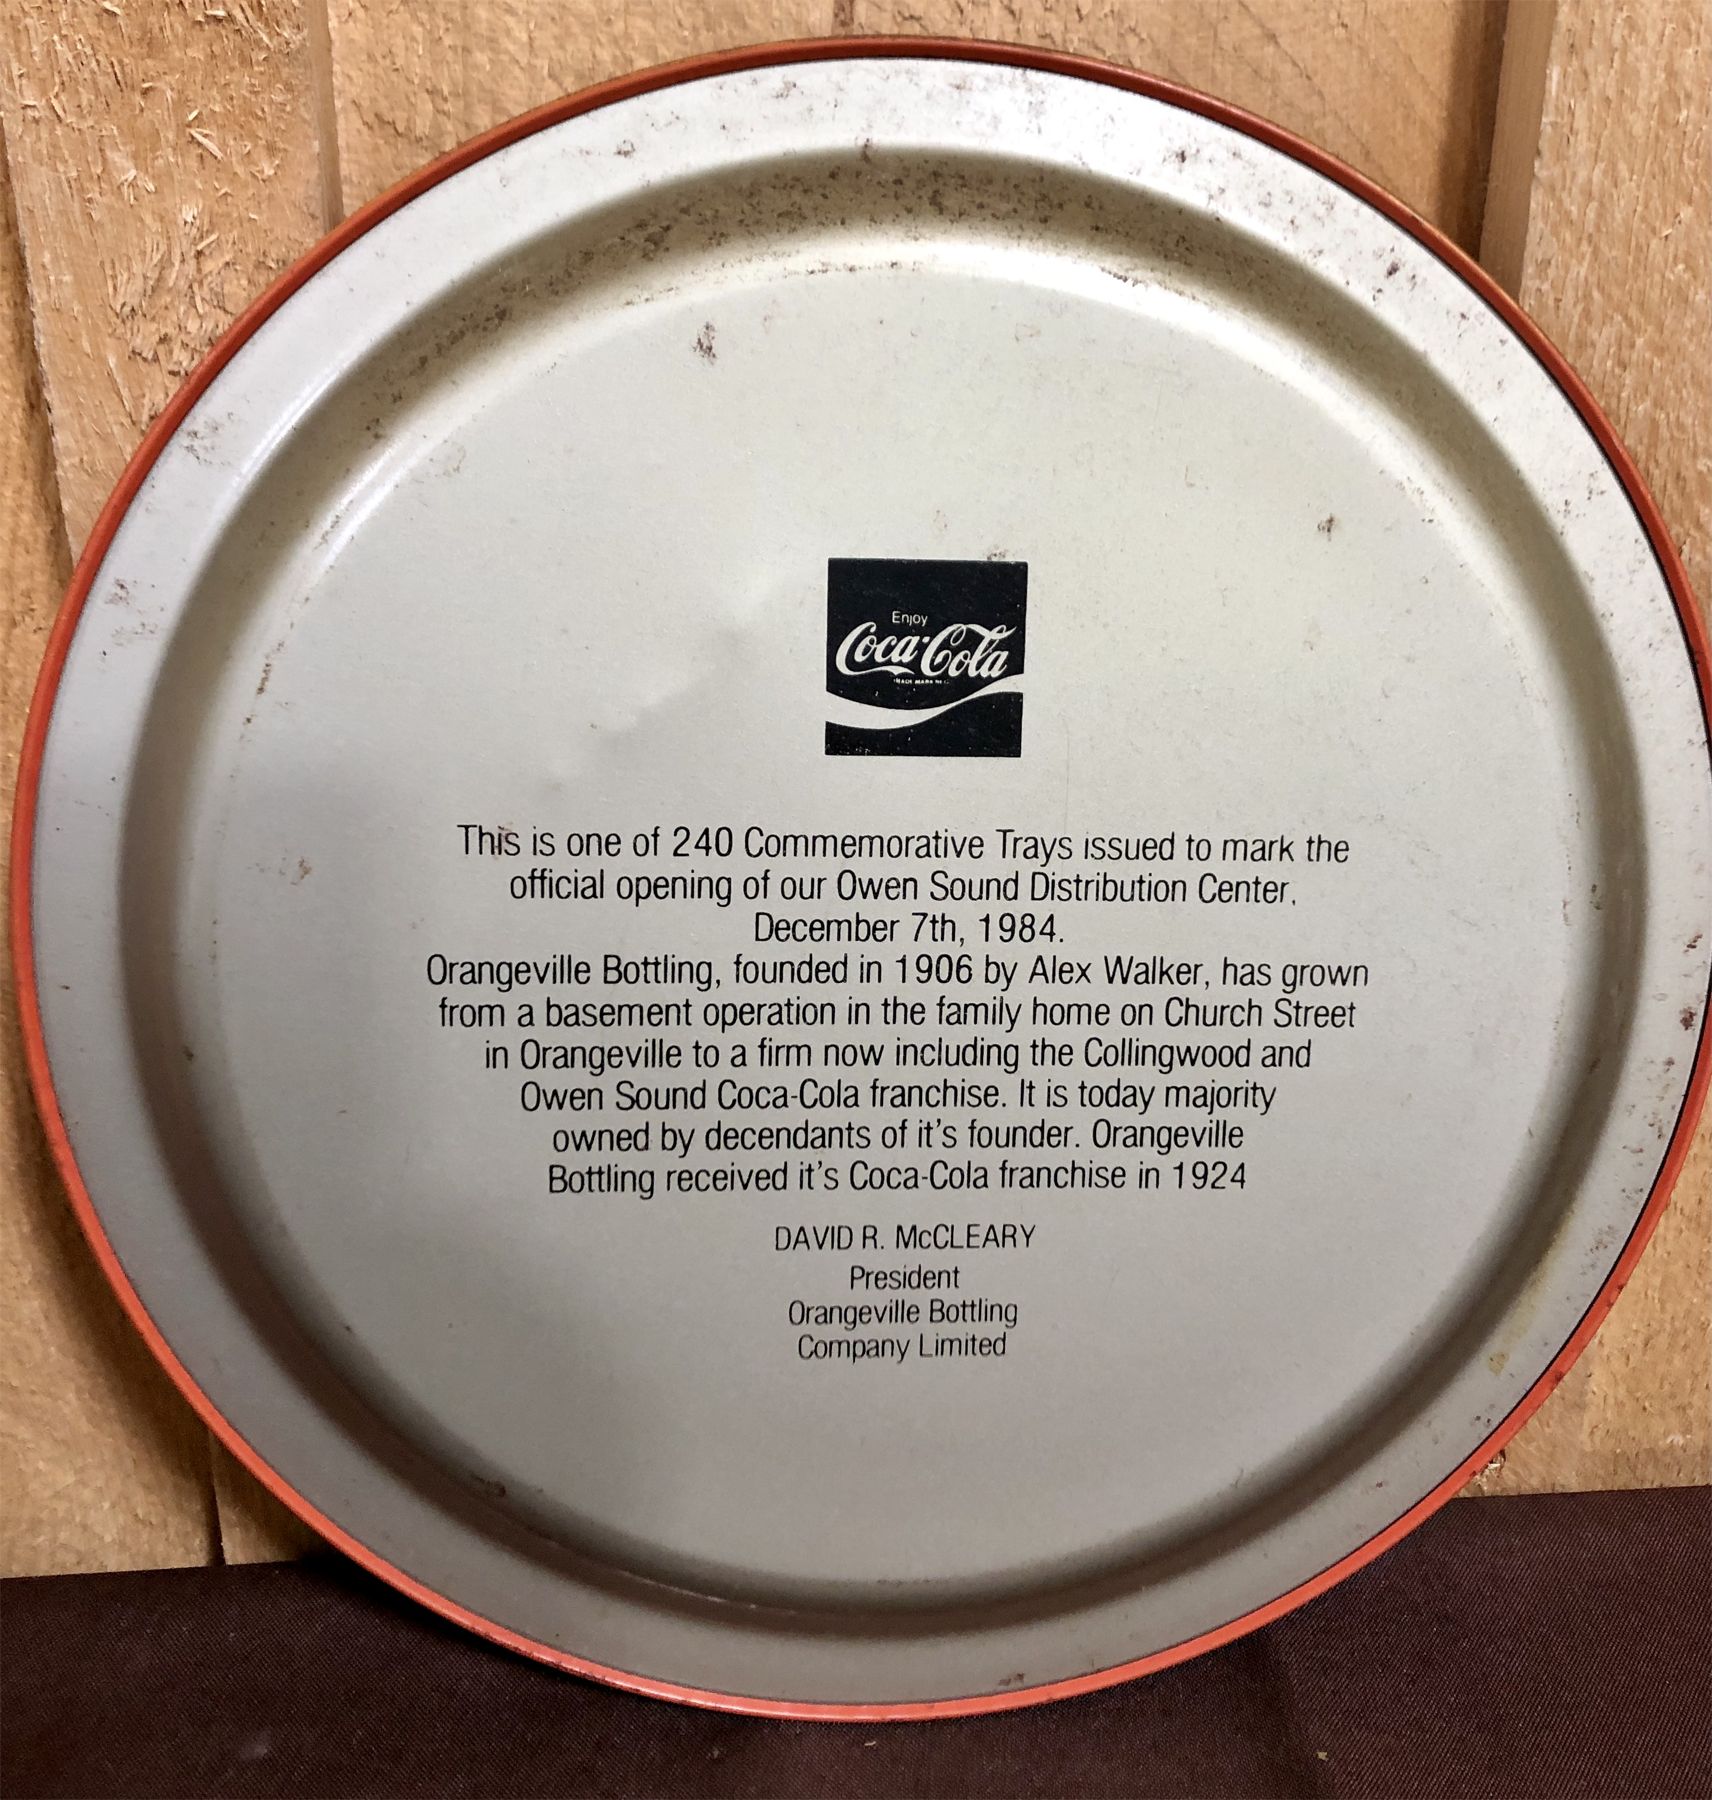 Enjoy
Coca-Cola
TRADE MARK REG
This is one of 240 Commemorative Trays issued to mark the
official opening of our Owen Sound Distribution Center.
December 7th, 1984.
Orangeville Bottling, founded in 1906 by Alex Walker, has grown
from a basement operation in the family home on Church Street
in Orangeville to a firm now including the Collingwood and
Owen Sound Coca-Cola franchise. It is today majority
owned by decendants of it's founder. Orangeville
Bottling received it's Coca-Cola franchise in 1924
DAVID R. McCLEARY
President
Orangeville Bottling
Company Limited